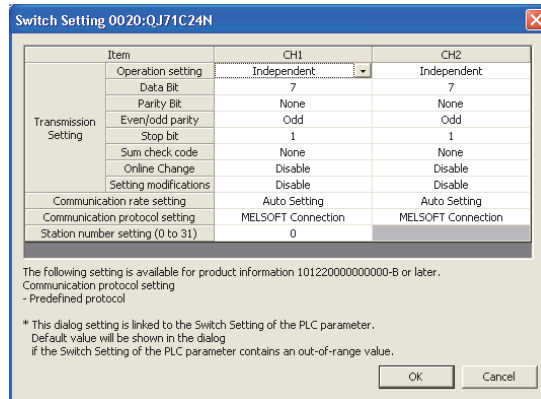 Switch Setting 0020:QJ71C24N
Item CH1 CH2
Transmission Setting Operation setting Independent Independent
Data Bit 7 7
Parity Bit None None
Even/odd parity Odd Odd
Stop bit 1 1
Sum check code None None
Online Change Disable Disable
Setting modifications Disable Disable
Communication rate setting Auto Setting Auto Setting
Communication protocol setting MELSOFT Connection MELSOFT Connection
Station number setting (0 to 31) 0
The following setting is available for product information 101220000000000-B or later.
Communication protocol setting
- Predefined protocol
* This dialog setting is linked to the Switch Setting of the PLC parameter.
Default value will be shown in the dialog
if the Switch Setting of the PLC parameter contains an out-of-range value.
OK Cancel